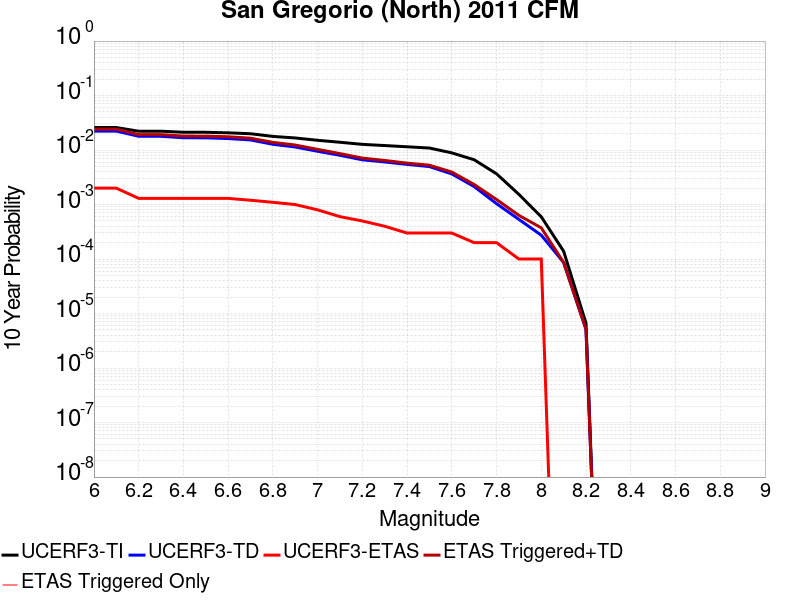 San Gregorio (North) 2011 CFM
10^0
10^-1
10^-2
10^-3
10^-4
10^-5
10^-6
10^-7
10^-8
10 Year Probability
6 6.2 6.4 6.6 6.8 7 7.2 7.4 7.6 7.8 8 8.2 8.4 8.6 8.8 9
Magnitude
UCERF3-TI UCERF3-TD UCERF3-ETAS ETAS Triggered+TD
ETAS Triggered Only